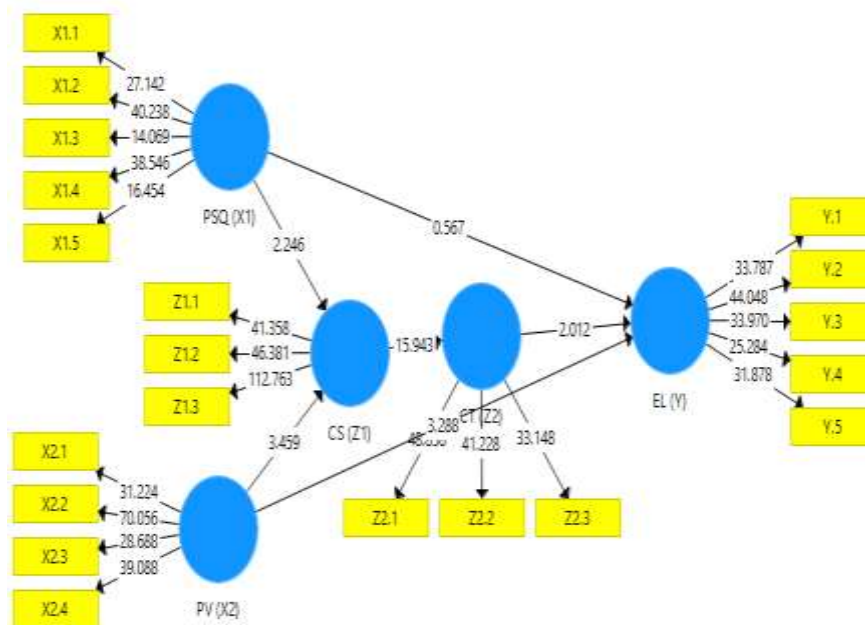 X1.1
X1.2
X1.3
X1.4
X1.5
27.142
40.238
14.069
38.546
16.454
PSQ (X1)
0.567
2.246
Z1.1
Z1.2
Z1.3
41.358
46.381
112.763
CS (Z1)
15.943
CT (Z2)
2.012
3.288
41.228
33.148
Z2.1
Z2.2
Z2.3
Y.1
Y.2
Y.3
Y.4
Y.5
33.787
44.048
33.970
25.284
31.878
EL (Y)
3.459
X2.1
X2.2
X2.3
X2.4
31.224
70.056
28.688
39.088
PV (X2)